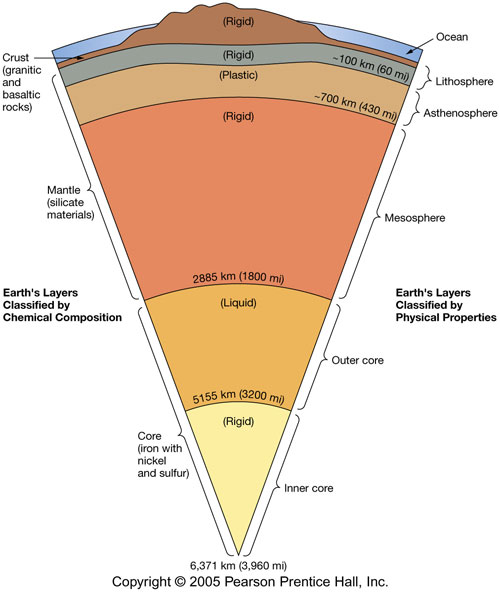 (Rigid)
Ocean
Crust
(granitic
and
basaltic
rocks)
(Rigid)
~100 km (60 mi)
Lithosphere
(Plastic)
~700 km (430 mi)
Asthenosphere
(Rigid)
Mantle
(silicate
materials)
Mesosphere
2885 km (1800 mi)
Earth's Layers
Classified by
Chemical Composition
(Liquid)
Earth's Layers
Classified by
Physical Properties
Outer core
5155 km (3200 mi)
(Rigid)
Core
(iron with
nickel
and sulfur)
Inner core
6,371 km (3,960 mi)
Copyright © 2005 Pearson Prentice Hall, Inc.